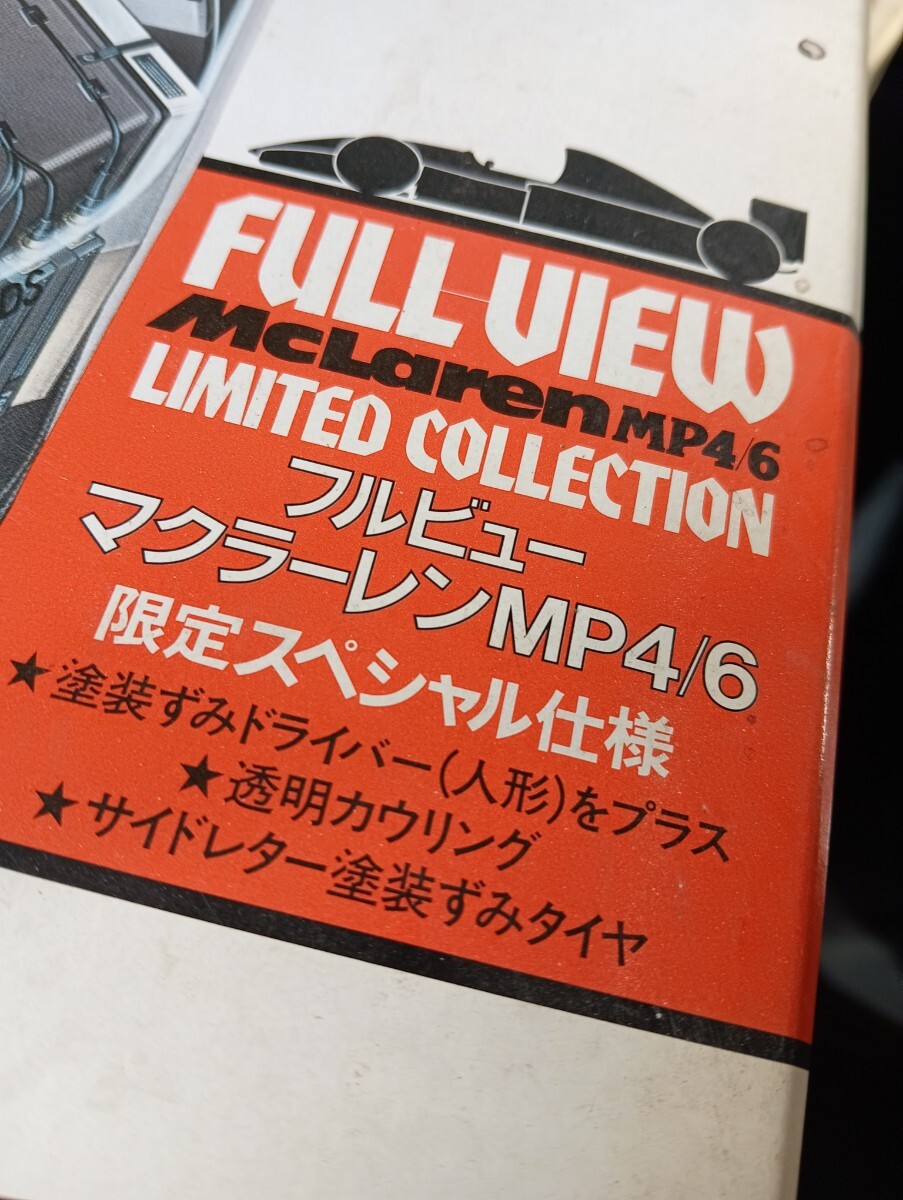 FULL VIEW
McLaren MP4/6
LIMITED COLLECTION
フルビュー
マクラーレンMP4/6
限定スペシャル仕様
★塗装ずみドライバー(人形)をプラス
★透明カウリング
★サイドレター塗装ずみタイヤ